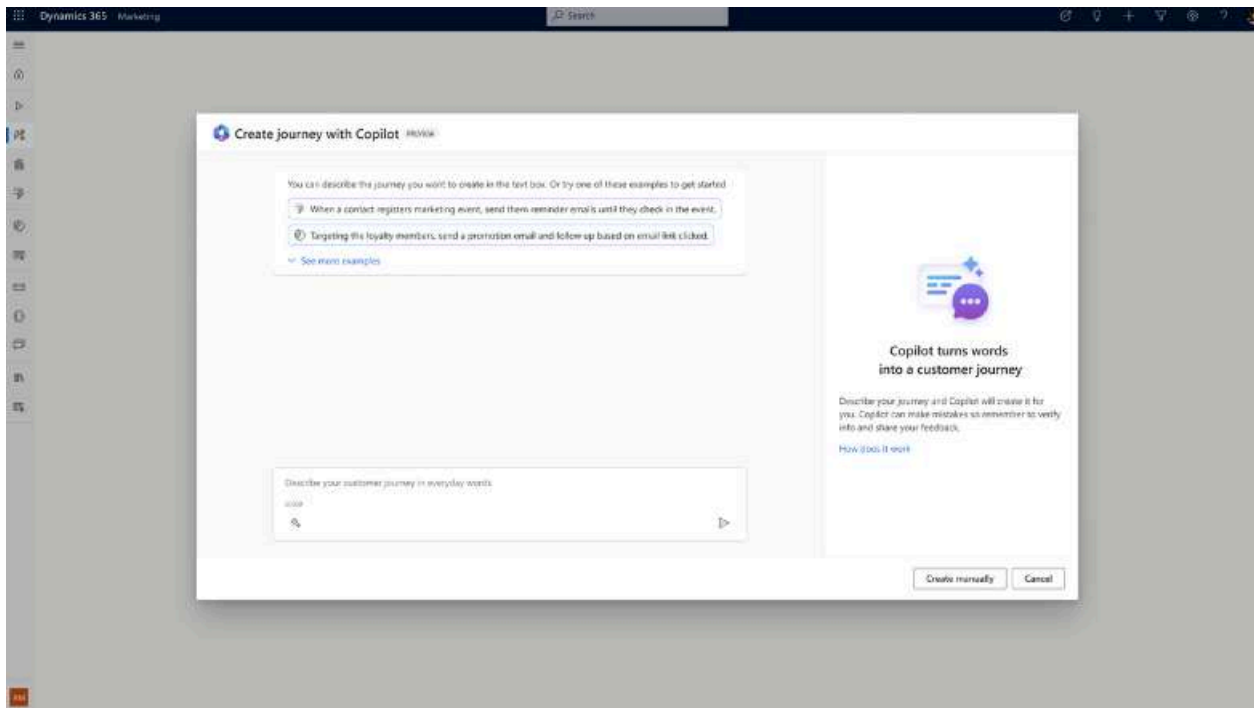 Dynamics 365 Marketing
Search
Create journey with Copilot PREVIEW
You can describe the journey you want to create in the text box. Or try one of these examples to get started
When a contact registers marketing event, send them reminder emails until they check in the event.
Targeting the loyalty members, send a promotion email and follow up based on email link clicked.
See more examples
Copilot turns words
into a customer journey
Describe your journey and Copilot will create it for
you. Copilot can make mistakes so remember to verify
info and share your feedback.
How does it work
Describe your customer journey in everyday words
Create manually
Cancel